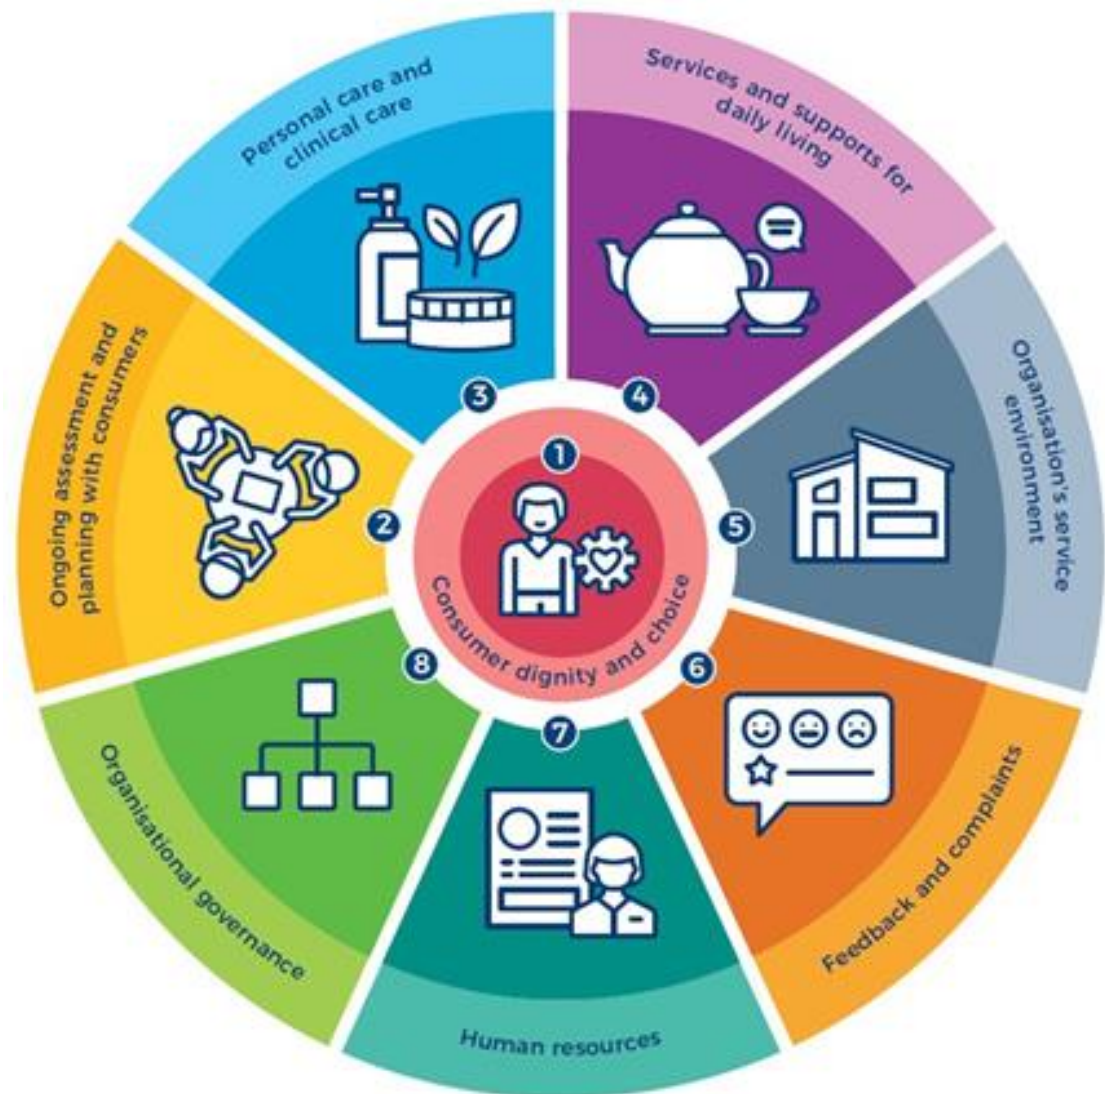 1
Consumer dignity and choice
2
Ongoing assessment and
planning with consumers
3
Personal care and
clinical care
4
Services and supports for
daily living
5
Organisation's service
environment
6
Feedback and complaints
7
Human resources
8
Organisational governance